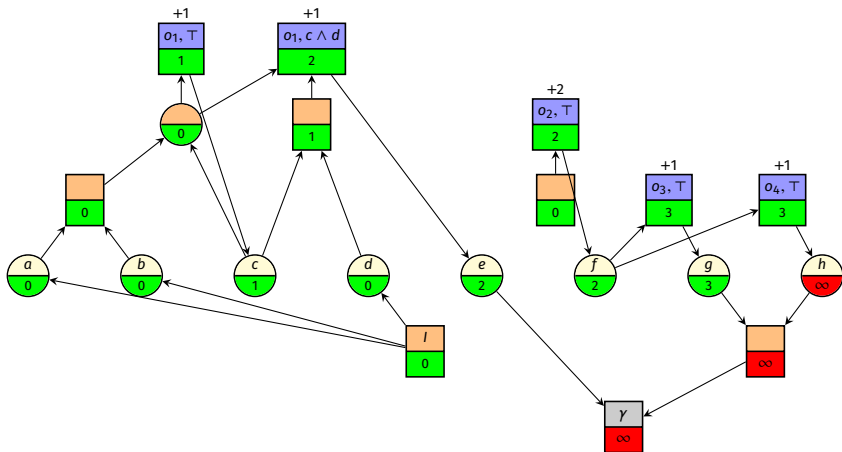 +1 +1
o₁, ⊤ o₁, c ∧ d
1 2
+2
o₂, ⊤
0 1 2
+1 +1
o₃, ⊤ o₄, ⊤
0 0 3 3
a b c d e f g h
0 0 1 0 2 2 3 ∞
I
0 ∞
γ
∞